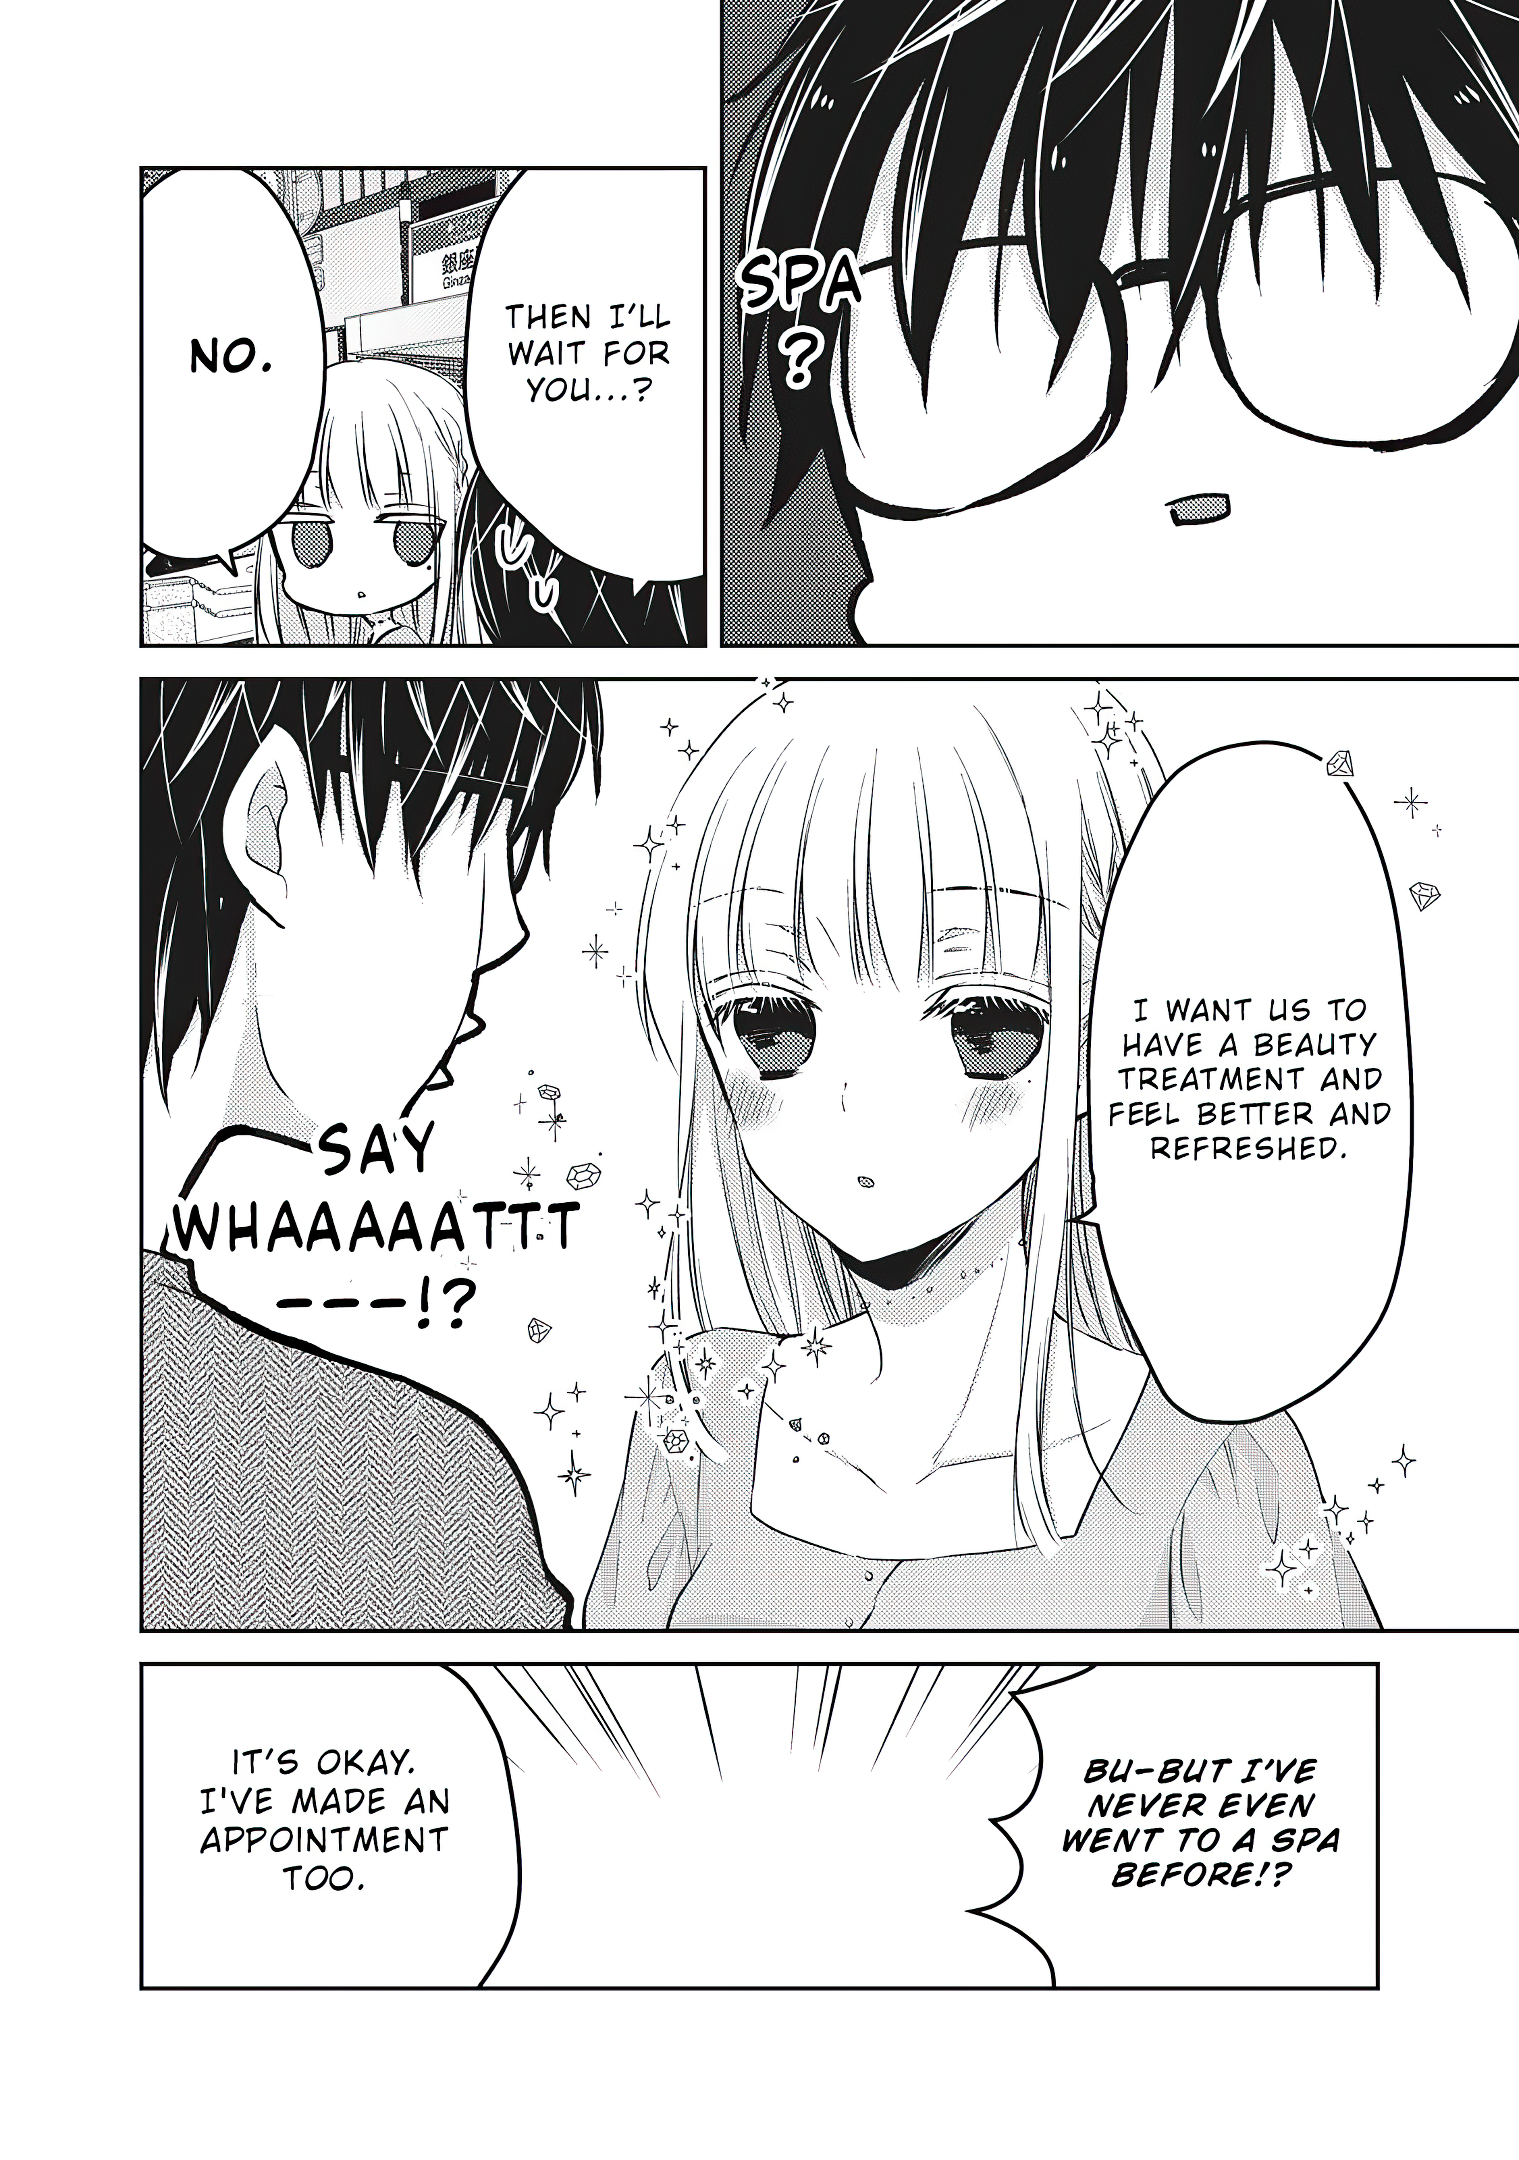 SPA
?
THEN I'LL
WAIT FOR
YOU...?
NO.
銀座
Ginza
I WANT US TO
HAVE A BEAUTY
TREATMENT AND
FEEL BETTER AND
REFRESHED.
SAY
WHAAAAATTT
---!?
BU-BUT I'VE
NEVER EVEN
WENT TO A SPA
BEFORE!?
IT'S OKAY.
I'VE MADE AN
APPOINTMENT
TOO.